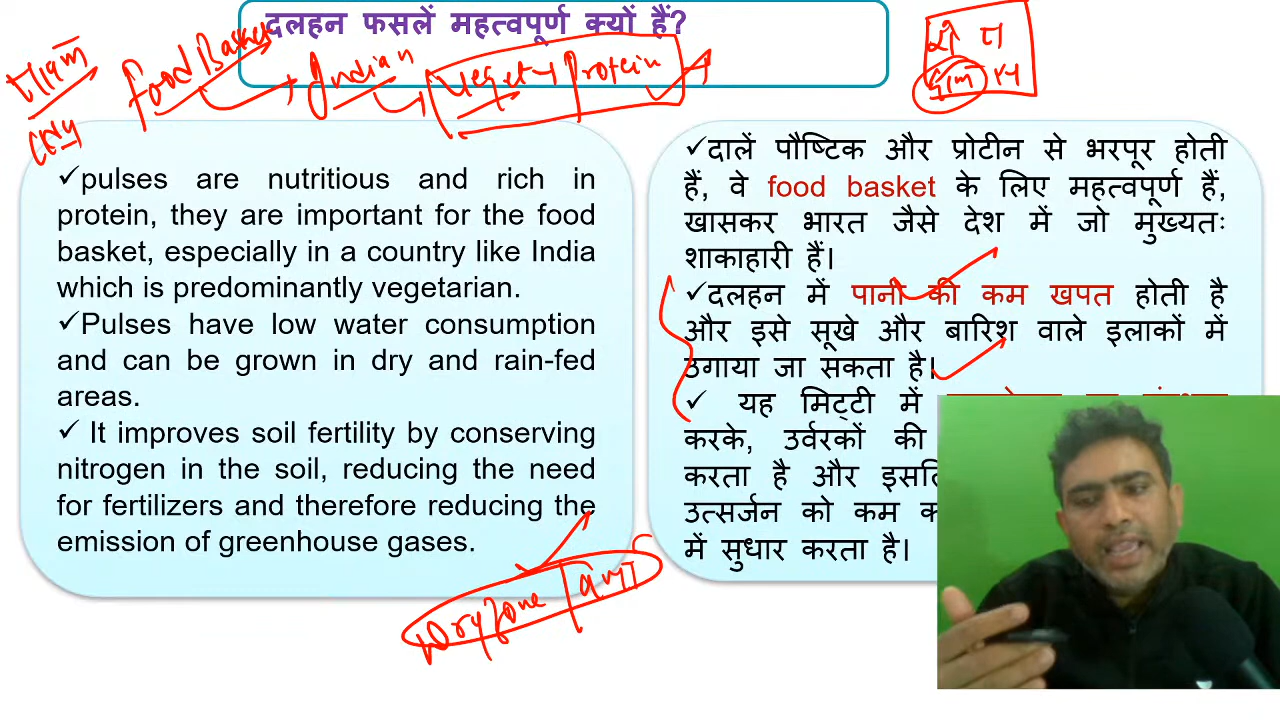 दलहन फसलें महत्वपूर्ण क्यों हैं?
Food Basket
Indian
Protein
✓pulses are nutritious and rich in
protein, they are important for the food
basket, especially in a country like India
which is predominantly vegetarian.
✓Pulses have low water consumption
and can be grown in dry and rain-fed
areas.
✓ It improves soil fertility by conserving
nitrogen in the soil, reducing the need
for fertilizers and therefore reducing the
emission of greenhouse gases.
Dry zone
✓दालें पौष्टिक और प्रोटीन से भरपूर होती
हैं, वे food basket के लिए महत्वपूर्ण हैं,
खासकर भारत जैसे देश में जो मुख्यतः
शाकाहारी हैं।
✓दलहन में पानी की कम खपत होती है
और इसे सूखे और बारिश वाले इलाकों में
उगाया जा सकता है।
✓ यह मिट्टी में
करके, उर्वरकों की
करता है और
उत्सर्जन को कम
में सुधार करता है।